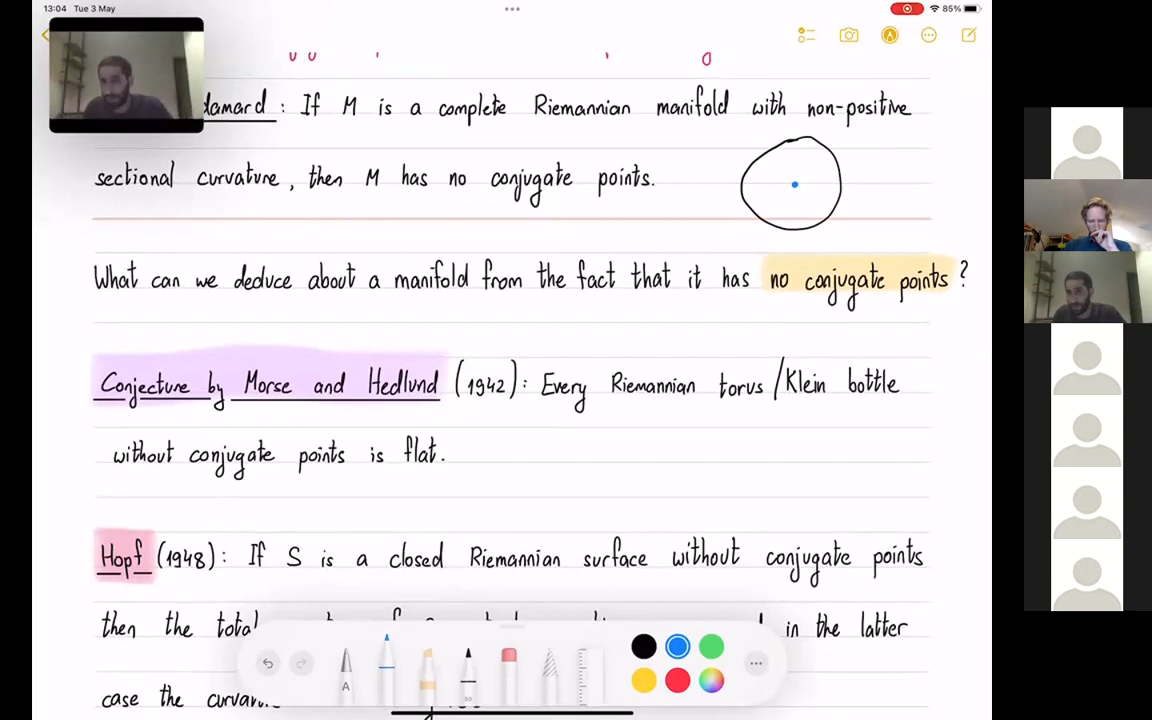 13:04 Tue 3 May
85%
damard : If M is a complete Riemannian manifold with non-positive
sectional curvature, then M has no conjugate points.
What can we deduce about a manifold from the fact that it has no conjugate points?
Conjecture by Morse and Hedlund (1942): Every Riemannian torus/Klein bottle
without conjugate points is flat.
Hopf (1948): If S is a closed Riemannian surface without conjugate points
then the total in the latter
case the
A
50